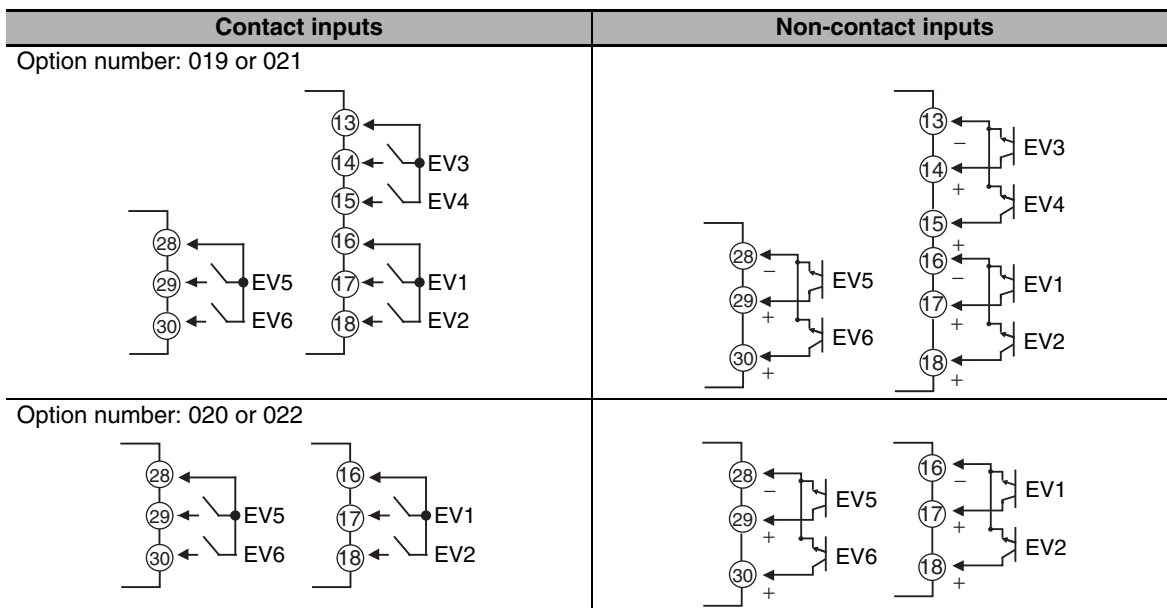 Contact inputs
Non-contact inputs
Option number: 019 or 021
13
14
15
16
17
18
EV3
EV4
EV1
EV2
28
29
30
EV5
EV6
13
−
14
+
15
+
16
−
17
+
18
+
EV3
EV4
EV1
EV2
28
−
29
+
30
+
EV5
EV6
Option number: 020 or 022
28
29
30
EV5
EV6
16
17
18
EV1
EV2
28
−
29
+
30
+
EV5
EV6
16
−
17
+
18
+
EV1
EV2